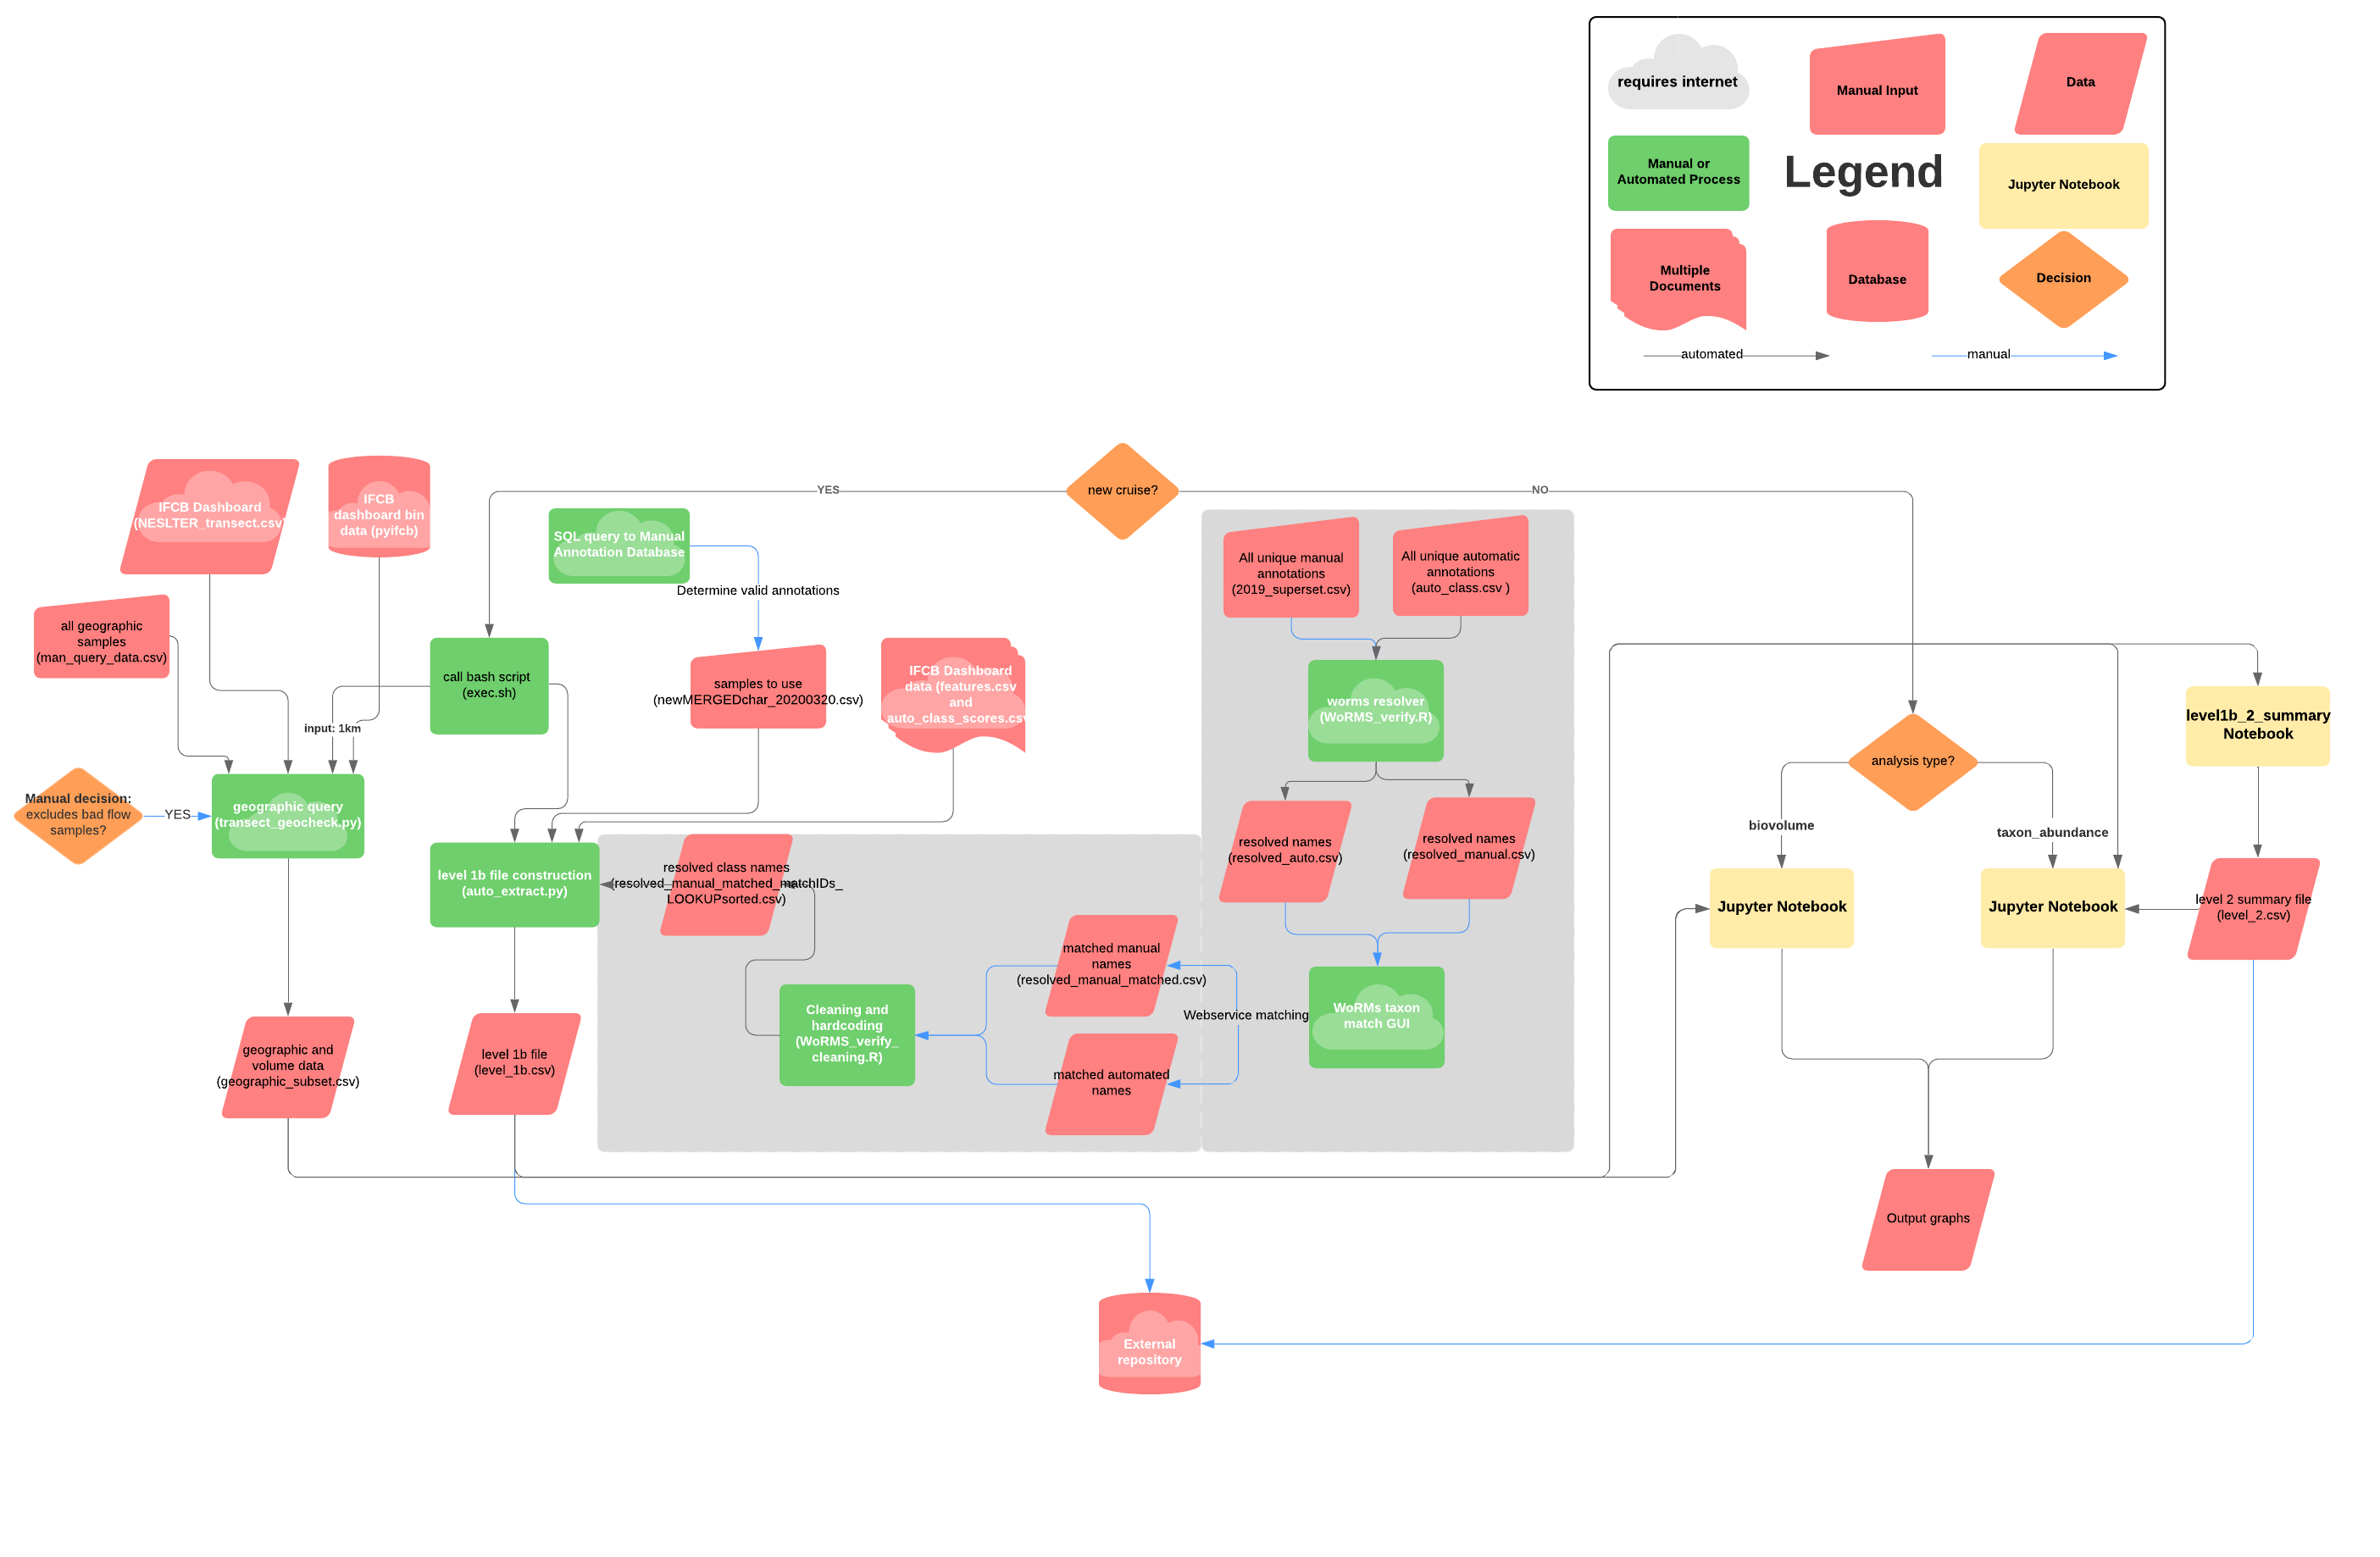 requires internet
Manual Input
Data
Manual or
Automated Process
Legend
Jupyter Notebook
Multiple
Documents
Database
Decision
automated
manual
new cruise?
YES
NO
IFCB Dashboard
(NESLTER_transect.csv)
IFCB
dashboard bin
data (pyifcb)
SQL query to Manual
Annotation Database
Determine valid annotations
All unique manual
annotations
(2019_superset.csv)
All unique automatic
annotations
(auto_class.csv )
all geographic
samples
(man_query_data.csv)
call bash script
(exec.sh)
samples to use
(newMERGEDchar_20200320.csv)
IFCB Dashboard
data (features.csv
and
auto_class_scores.csv
worms resolver
(WoRMS_verify.R)
level1b_2_summary
Notebook
input: 1km
analysis type?
Manual decision:
excludes bad flow
samples?
YES
geographic query
(transect_geocheck.py)
biovolume
taxon_abundance
resolved names
(resolved_auto.csv)
resolved names
(resolved_manual.csv)
level 1b file construction
(auto_extract.py)
resolved class names
(resolved_manual_matched_matchIDs_
LOOKUPsorted.csv)
Jupyter Notebook
Jupyter Notebook
level 2 summary file
(level_2.csv)
matched manual
names
(resolved_manual_matched.csv)
Webservice matching
WoRMs taxon
match GUI
Cleaning and
hardcoding
(WoRMS_verify_
cleaning.R)
matched automated
names
geographic and
volume data
(geographic_subset.csv)
level 1b file
(level_1b.csv)
Output graphs
External
repository